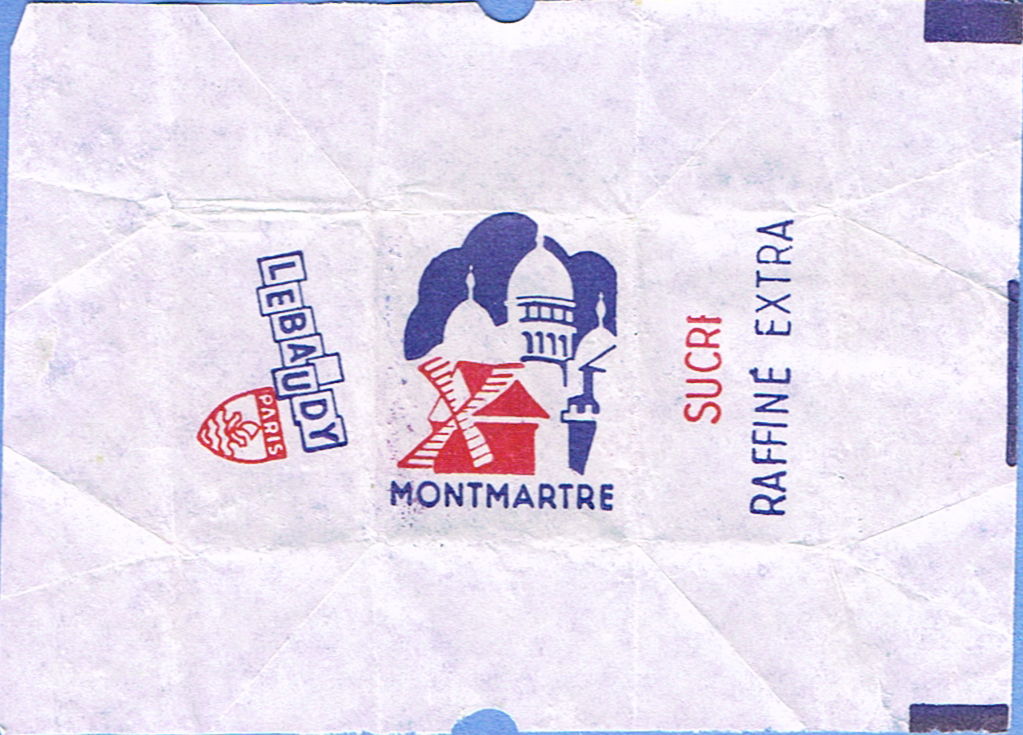 LEBAUDY
PARIS
MONTMARTRE
SUCRE
RAFFINÉ EXTRA